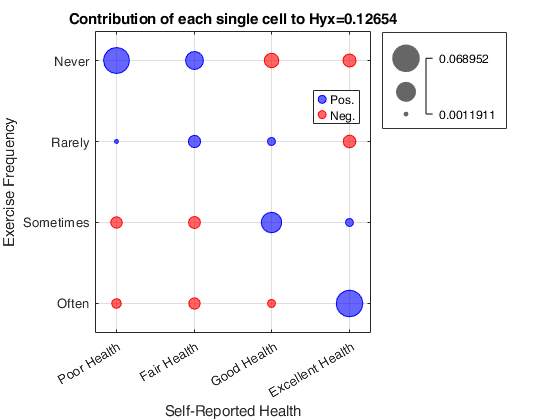 Contribution of each single cell to Hyx=0.12654
Never
Rarely
Sometimes
Often
Exercise Frequency
Pos.
Neg.
0.068952
0.0011911
Poor Health
Fair Health
Good Health
Excellent Health
Self-Reported Health